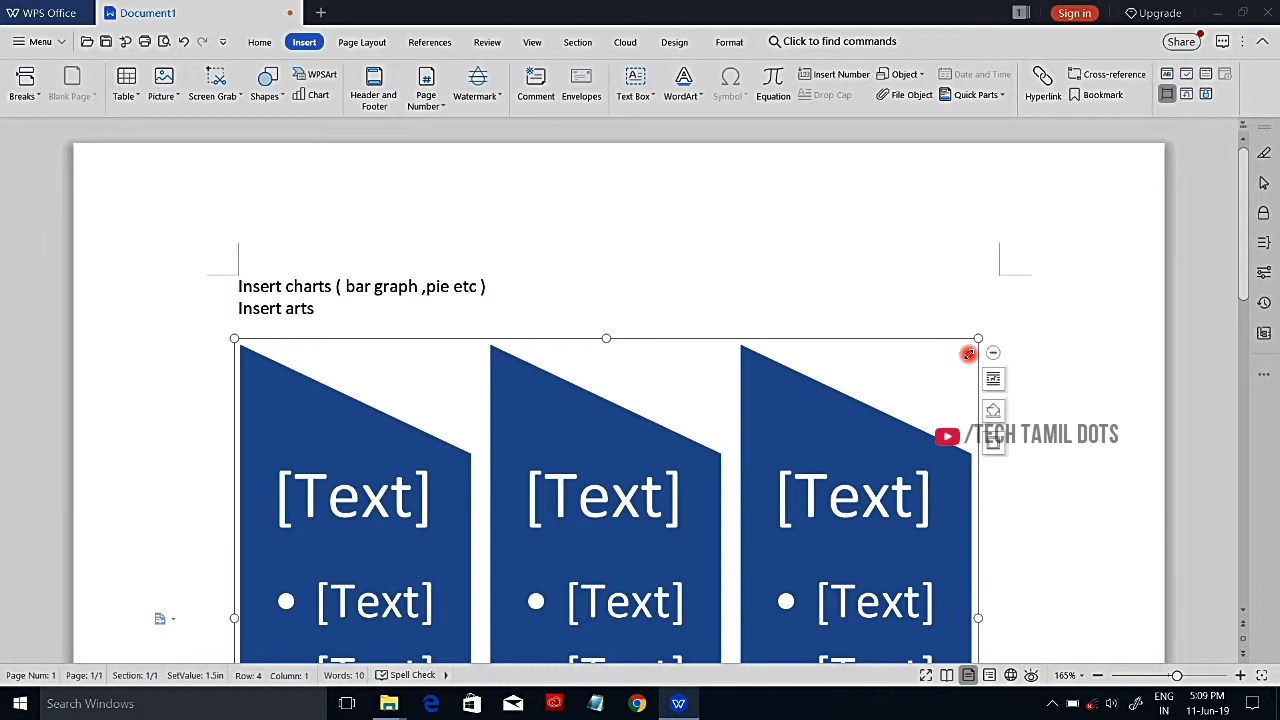 WPS Office
Document1
1
Sign in
Upgrade
Menu
Home
Insert
Page Layout
References
Review
View
Section
Cloud
Design
Format
Click to find commands
Share
Breaks
Blank Page
Table
Picture
Screen Grab
Shapes
WPSArt
Chart
Header and
Footer
Page
Number
Watermark
Comment
Envelopes
Text Box
WordArt
Symbol
Equation
Insert Number
Drop Cap
Object
File Object
Date and Time
Quick Parts
Hyperlink
Cross-reference
Bookmark
Insert charts ( bar graph ,pie etc )
Insert arts
/TECH TAMIL DOTS
[Text] [Text] [Text]
• [Text] • [Text] • [Text]
Page Num: 1 Page: 1/1 Section: 1/1 SetValue: 1.5in Row: 4 Column: 1 Words: 10 Spell Check 165%
Search Windows
ENG
IN
5:09 PM
11-Jun-19